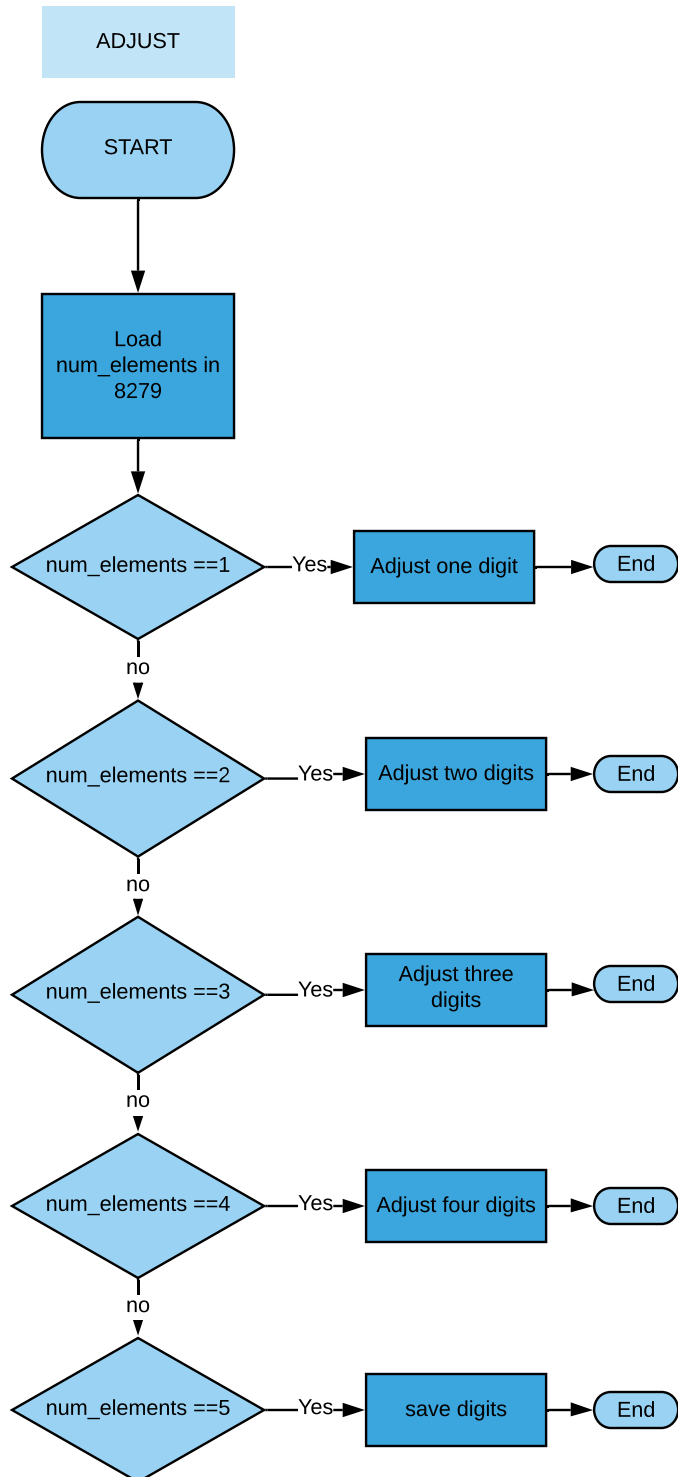 ADJUST
START
Load
num_elements in
8279
num_elements ==1
Yes
Adjust one digit
End
no
num_elements ==2
Yes
Adjust two digits
End
no
num_elements ==3
Yes
Adjust three
digits
End
no
num_elements ==4
Yes
Adjust four digits
End
no
num_elements ==5
Yes
save digits
End